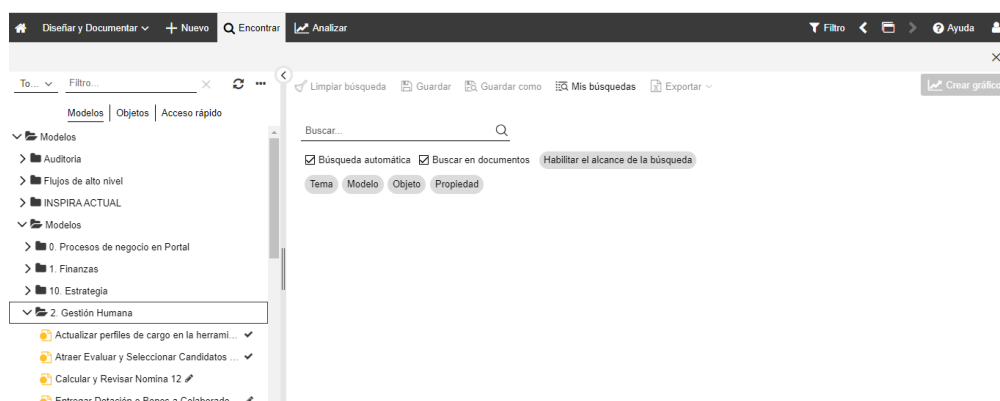 Diseñar y Documentar Nuevo Encontrar Analizar Filtro Ayuda
To... Filtro... Limpiar búsqueda Guardar Guardar como Mis búsquedas Exportar Crear gráfico
Modelos Objetos Acceso rápido
Modelos
Auditoria
Flujos de alto nivel
INSPIRA ACTUAL
Modelos
0. Procesos de negocio en Portal
1. Finanzas
10. Estrategia
2. Gestión Humana
Actualizar perfiles de cargo en la herrami...
Atraer Evaluar y Seleccionar Candidatos ...
Calcular y Revisar Nomina 12
Entregar Dotación o Bonos a Colaborado...
Buscar...
Búsqueda automática Buscar en documentos Habilitar el alcance de la búsqueda
Tema Modelo Objeto Propiedad